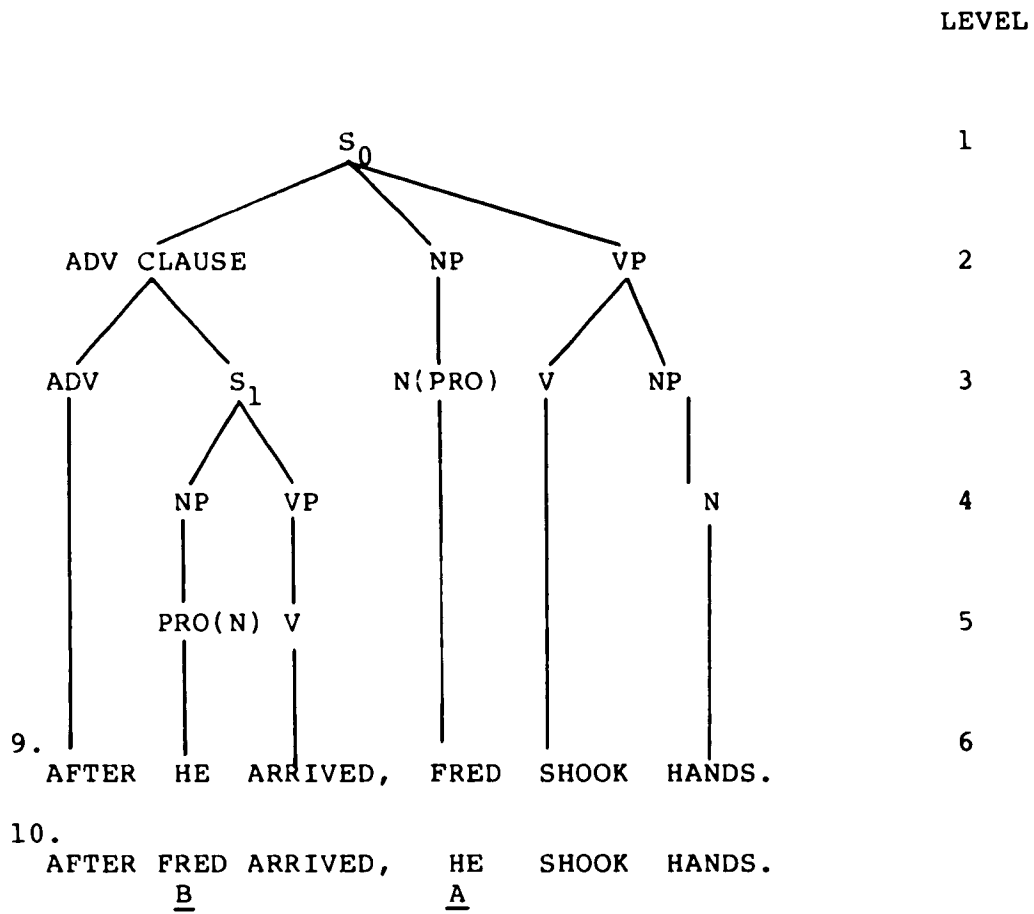 LEVEL
S0 1
ADV CLAUSE NP VP 2
ADV S1 N(PRO) V NP 3
NP VP N 4
PRO(N) V 5
9. 6
AFTER HE ARRIVED, FRED SHOOK HANDS.
10.
AFTER FRED ARRIVED, HE SHOOK HANDS.
B A